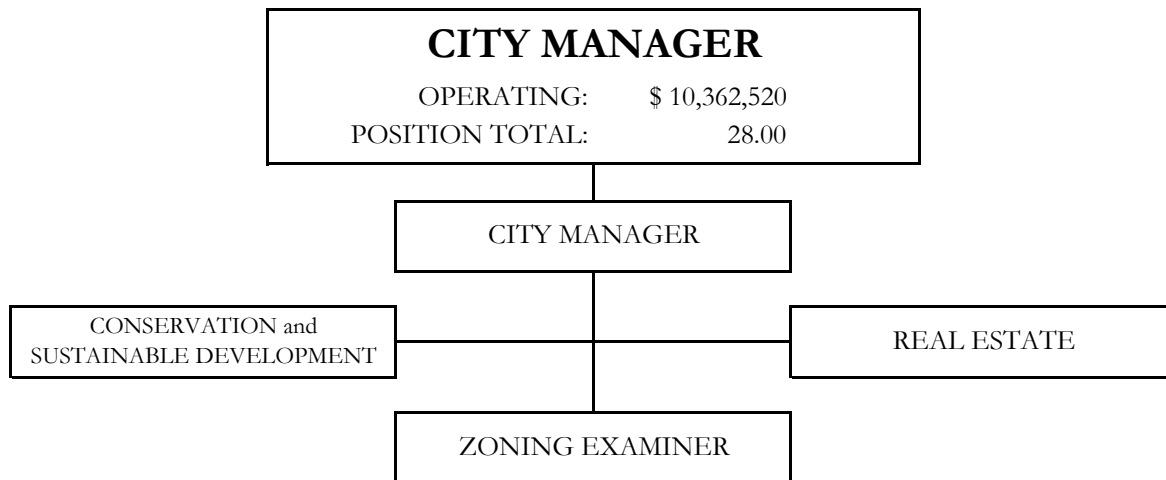 CITY MANAGER
OPERATING: $ 10,362,520
POSITION TOTAL: 28.00
CITY MANAGER
CONSERVATION and
SUSTAINABLE DEVELOPMENT
REAL ESTATE
ZONING EXAMINER